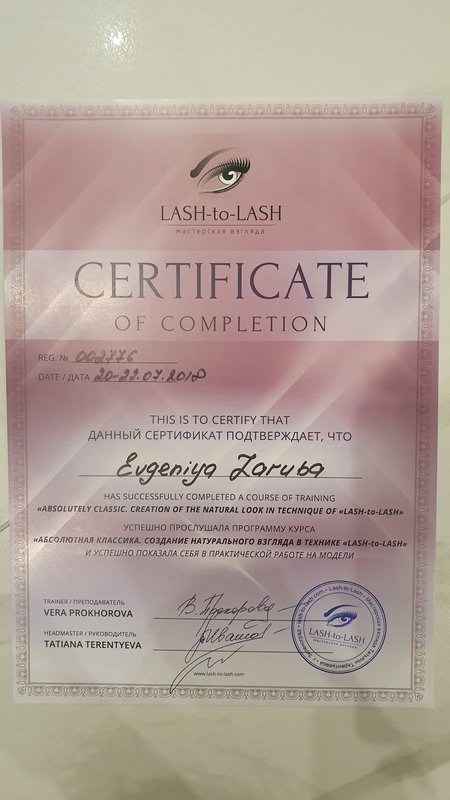 LASH-to-LASH
мастерская взгляда
CERTIFICATE
OF COMPLETION
REG. № 002776
DATE / ДАТА 20-22.07.2018
THIS IS TO CERTIFY THAT
ДАННЫЙ СЕРТИФИКАТ ПОДТВЕРЖДАЕТ, ЧТО
Evgeniya Zaruba
HAS SUCCESSFULLY COMPLETED A COURSE OF TRAINING
«ABSOLUTELY CLASSIC. CREATION OF THE NATURAL LOOK IN TECHNIQUE OF «LASH-to-LASH»
УСПЕШНО ПРОСЛУШАЛА ПРОГРАММУ КУРСА
«АБСОЛЮТНАЯ КЛАССИКА. СОЗДАНИЕ НАТУРАЛЬНОГО ВЗГЛЯДА В ТЕХНИКЕ «LASH-to-LASH»
И УСПЕШНО ПОКАЗАЛА СЕБЯ В ПРАКТИЧЕСКОЙ РАБОТЕ НА МОДЕЛИ
TRAINER / ПРЕПОДАВАТЕЛЬ
VERA PROKHOROVA
В. Прохорова
HEADMASTER / РУКОВОДИТЕЛЬ
TATIANA TERENTYEVA
LASH-to-LASH
мастерская взгляда
www.lash-to-lash.com